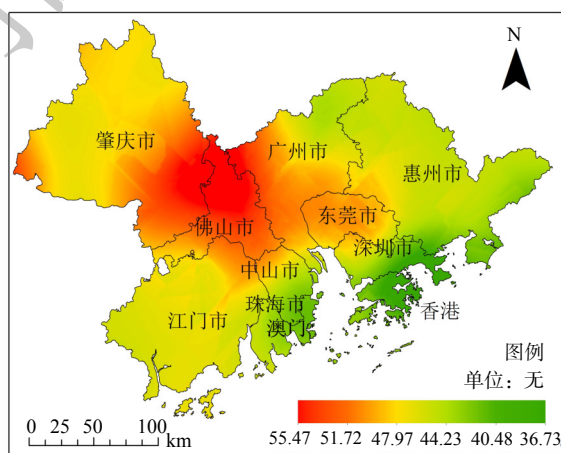 N
肇庆市
广州市
惠州市
东莞市
佛山市
深圳市
中山市
珠海市
江门市
澳门
香港
图例
单位：无
0 25 50 100
km
55.47 51.72 47.97 44.23 40.48 36.73